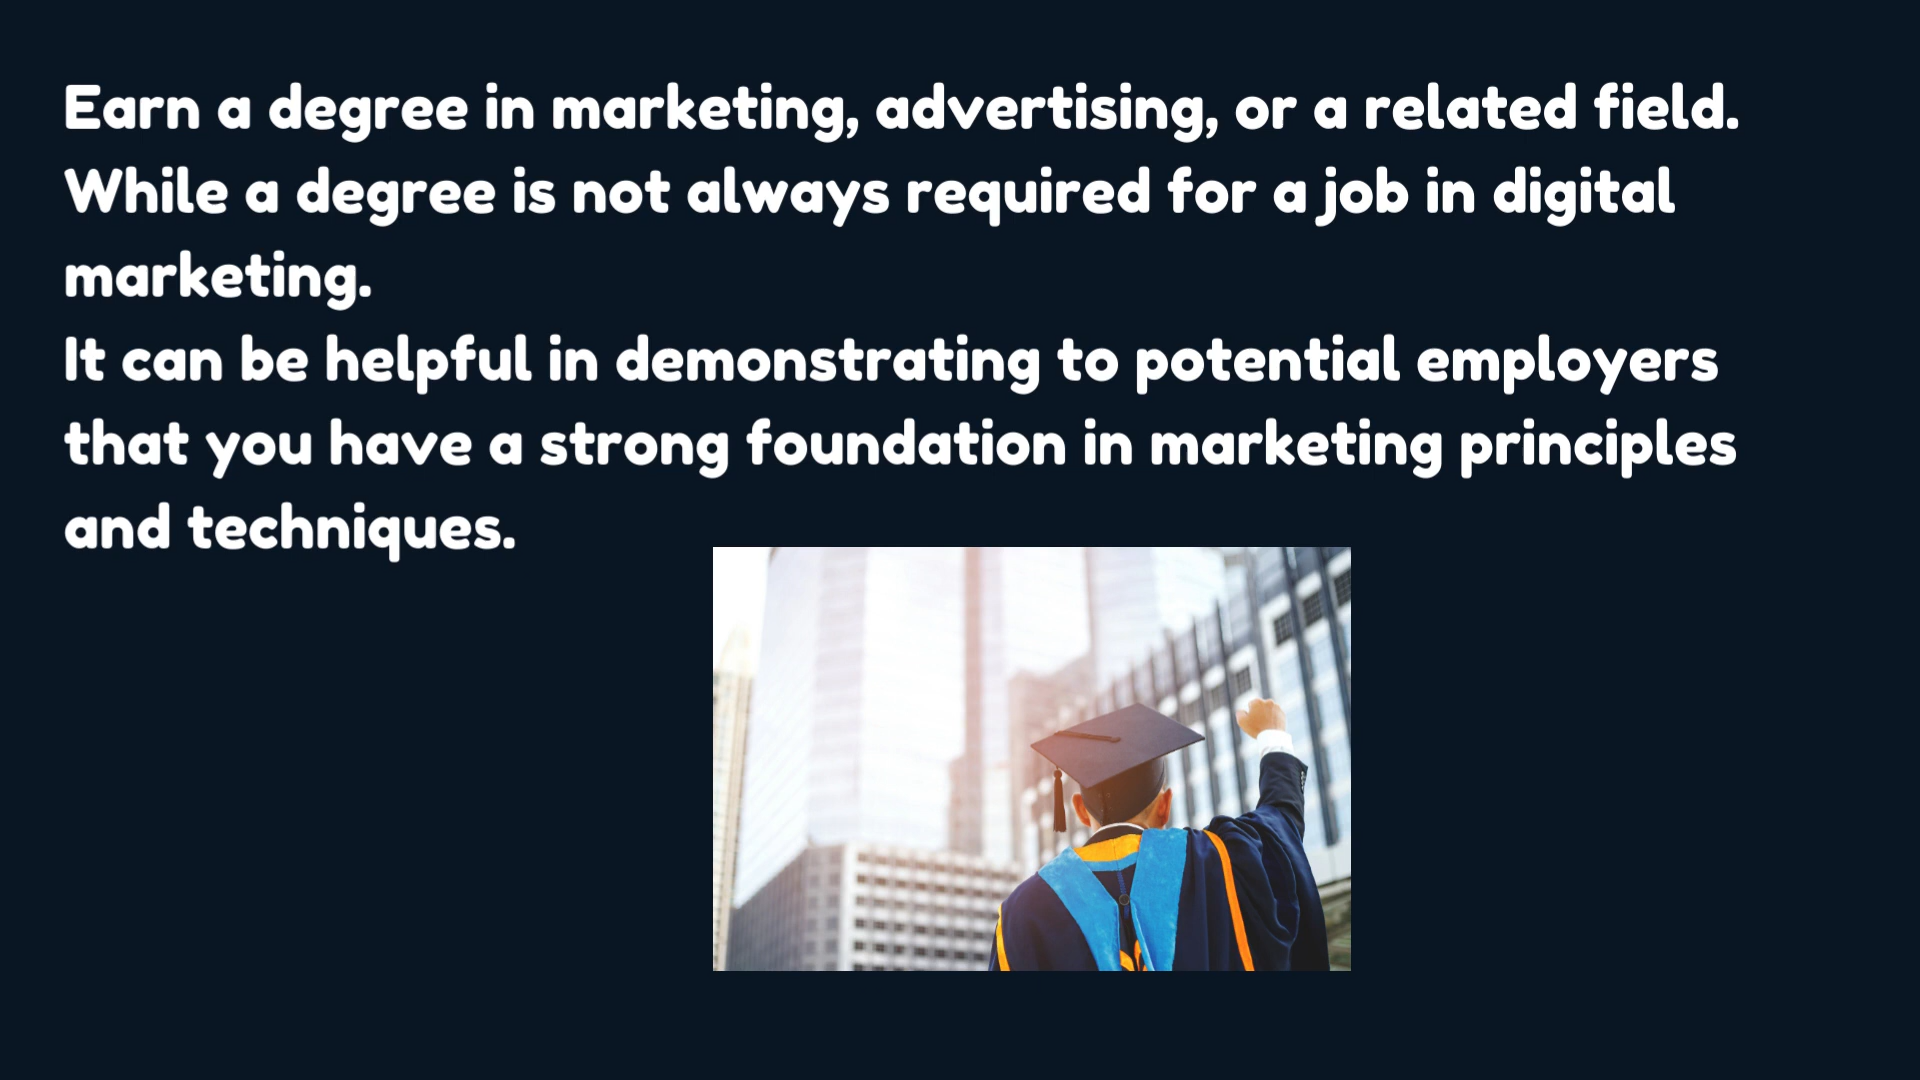 Earn a degree in marketing, advertising, or a related field.
While a degree is not always required for a job in digital
marketing.
It can be helpful in demonstrating to potential employers
that you have a strong foundation in marketing principles
and techniques.